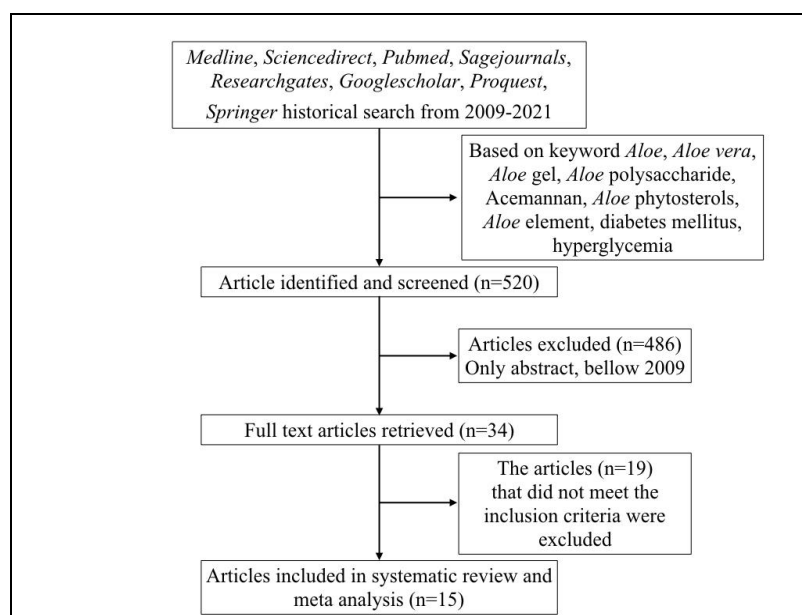 Medline, Sciencedirect, Pubmed, Sagejournals,
Researchgates, Googlescholar, Proquest,
Springer historical search from 2009-2021
Based on keyword Aloe, Aloe vera,
Aloe gel, Aloe polysaccharide,
Acemannan, Aloe phytosterols,
Aloe element, diabetes mellitus,
hyperglycemia
Article identified and screened (n=520)
Articles excluded (n=486)
Only abstract, bellow 2009
Full text articles retrieved (n=34)
The articles (n=19)
that did not meet the
inclusion criteria were
excluded
Articles included in systematic review and
meta analysis (n=15)